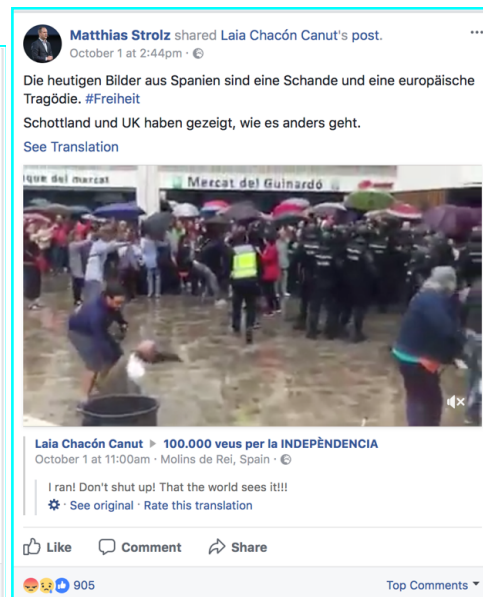 Matthias Strolz shared Laia Chacón Canut's post.
October 1 at 2:44pm ·
Die heutigen Bilder aus Spanien sind eine Schande und eine europäische
Tragödie. #Freiheit
Schottland und UK haben gezeigt, wie es anders geht.
See Translation
que del mercat
Mercat del Guinardó
Laia Chacón Canut ▶ 100.000 veus per la INDEPÈNDENCIA
October 1 at 11:00am · Molins de Rei, Spain ·
I ran! Don't shut up! That the world sees it!!!
· See original · Rate this translation
Like Comment Share
905 Top Comments